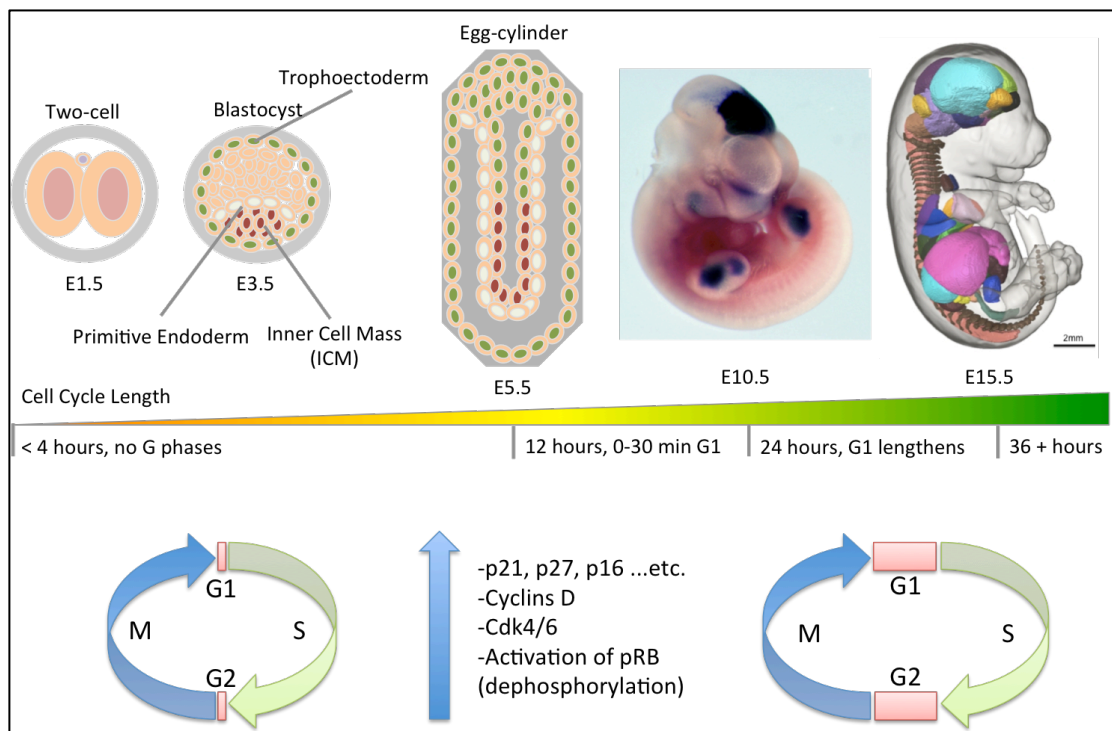 Egg-cylinder
Trophoectoderm
Two-cell
Blastocyst
E1.5
E3.5
Primitive Endoderm
Inner Cell Mass
(ICM)
E5.5
E10.5
E15.5
2mm
Cell Cycle Length
< 4 hours, no G phases
12 hours, 0-30 min G1
24 hours, G1 lengthens
36 + hours
G1
M
S
G2
-p21, p27, p16 ...etc.
-Cyclins D
-Cdk4/6
-Activation of pRB
(dephosphorylation)
G1
M
S
G2